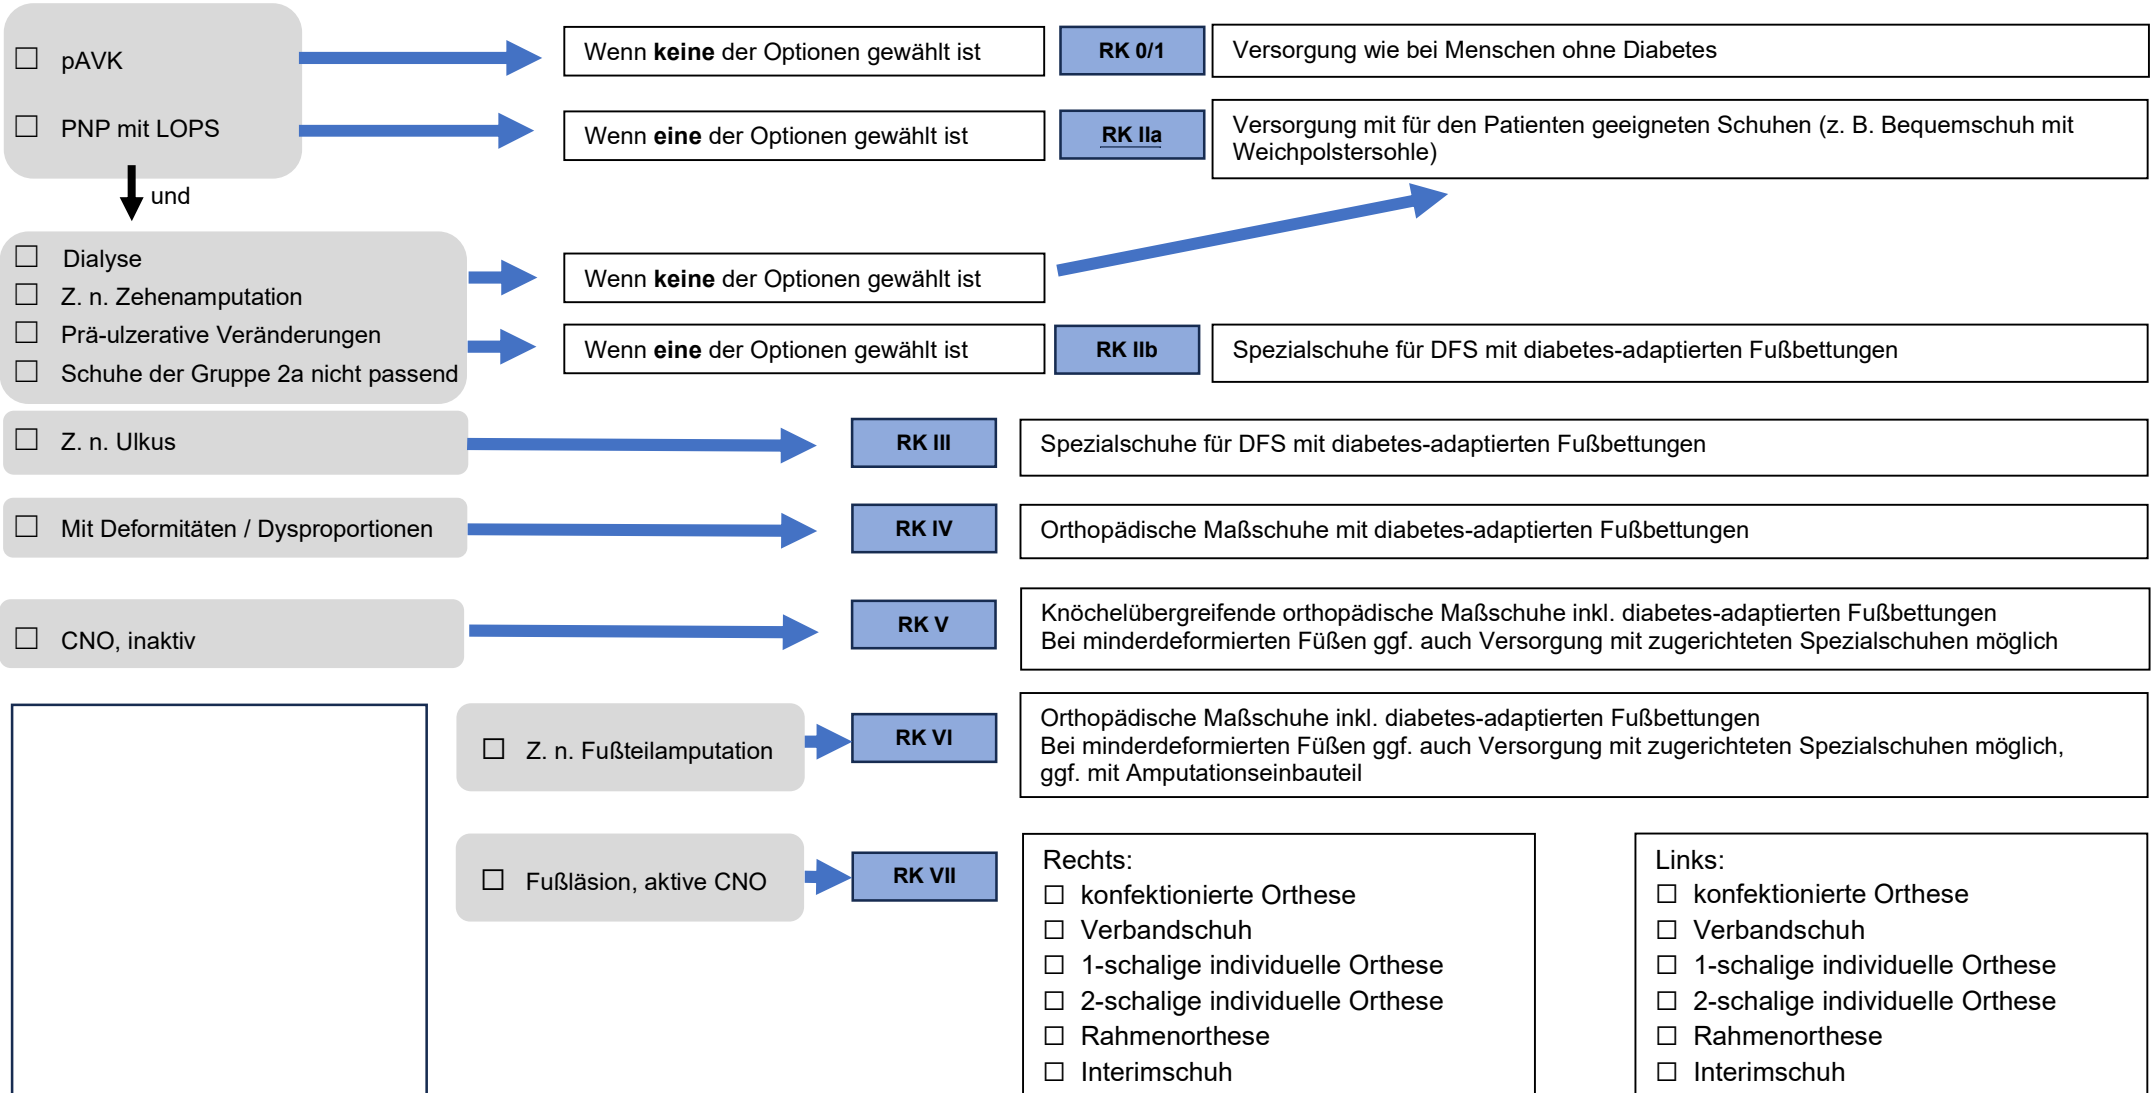 ☐ pAVK
Wenn keine der Optionen gewählt ist
RK 0/1
Versorgung wie bei Menschen ohne Diabetes
☐ PNP mit LOPS
Wenn eine der Optionen gewählt ist
RK IIa
Versorgung mit für den Patienten geeigneten Schuhen (z. B. Bequemschuh mit
Weichpolstersohle)
und
☐ Dialyse
☐ Z. n. Zehenamputation
☐ Prä-ulzerative Veränderungen
☐ Schuhe der Gruppe 2a nicht passend
Wenn keine der Optionen gewählt ist
Wenn eine der Optionen gewählt ist
RK IIb
Spezialschuhe für DFS mit diabetes-adaptierten Fußbettungen
☐ Z. n. Ulkus
RK III
Spezialschuhe für DFS mit diabetes-adaptierten Fußbettungen
☐ Mit Deformitäten / Dysproportionen
RK IV
Orthopädische Maßschuhe mit diabetes-adaptierten Fußbettungen
☐ CNO, inaktiv
RK V
Knöchelübergreifende orthopädische Maßschuhe inkl. diabetes-adaptierten Fußbettungen
Bei minderdeformierten Füßen ggf. auch Versorgung mit zugerichteten Spezialschuhen möglich
☐ Z. n. Fußteilamputation
RK VI
Orthopädische Maßschuhe inkl. diabetes-adaptierten Fußbettungen
Bei minderdeformierten Füßen ggf. auch Versorgung mit zugerichteten Spezialschuhen möglich,
ggf. mit Amputationseinbauteil
☐ Fußläsion, aktive CNO
RK VII
Rechts:
☐ konfektionierte Orthese
☐ Verbandschuh
☐ 1-schalige individuelle Orthese
☐ 2-schalige individuelle Orthese
☐ Rahmenorthese
☐ Interimschuh
Links:
☐ konfektionierte Orthese
☐ Verbandschuh
☐ 1-schalige individuelle Orthese
☐ 2-schalige individuelle Orthese
☐ Rahmenorthese
☐ Interimschuh